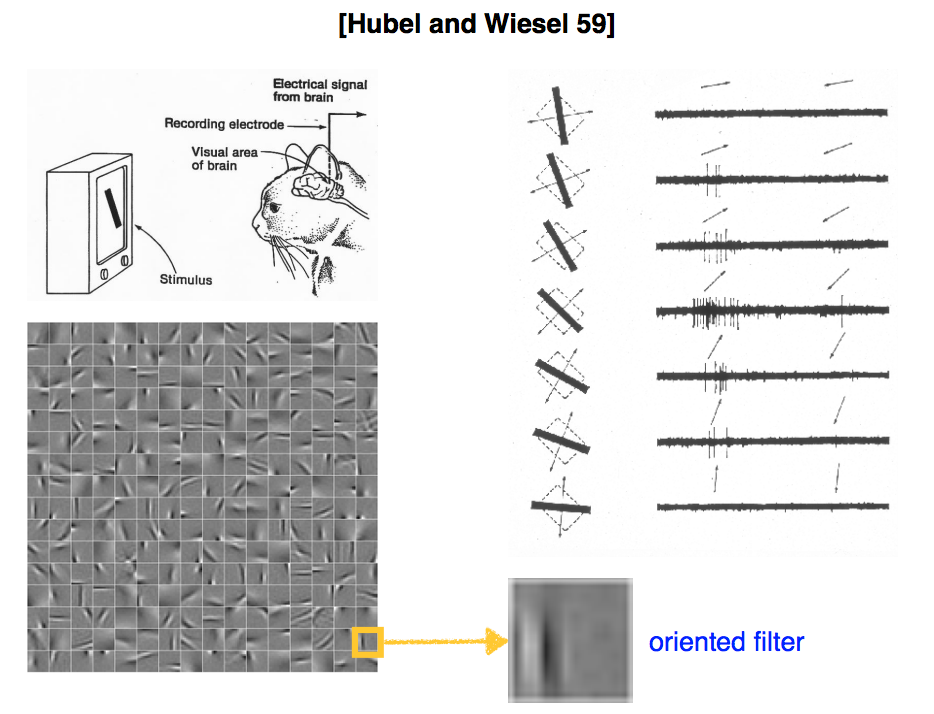 [Hubel and Wiesel 59]
Electrical signal
from brain
Recording electrode
Visual area
of brain
Stimulus
oriented filter